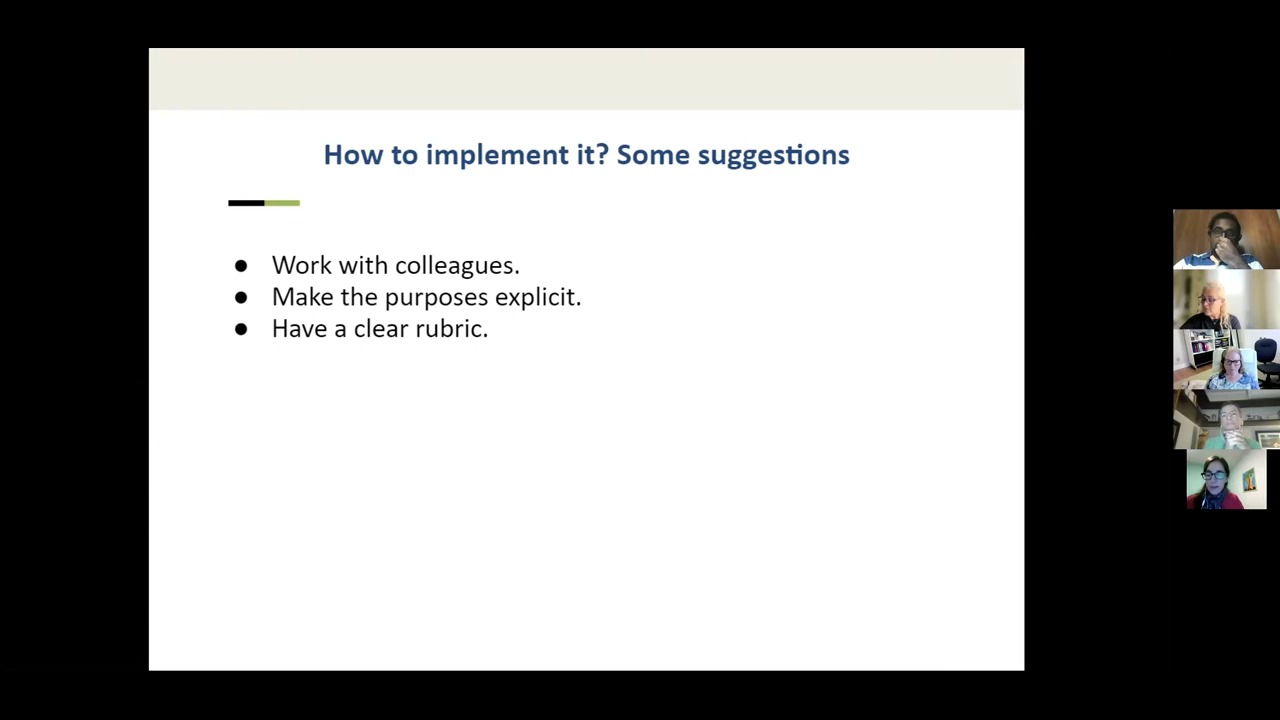 How to implement it? Some suggestions
● Work with colleagues.
● Make the purposes explicit.
● Have a clear rubric.